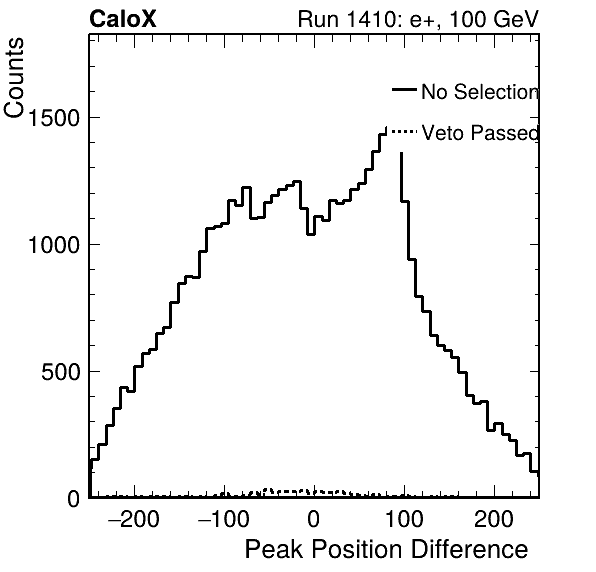 CaloX Run 1410: e+, 100 GeV
Counts
No Selection
Veto Passed
1500
1000
500
0
−200 −100 0 100 200
Peak Position Difference